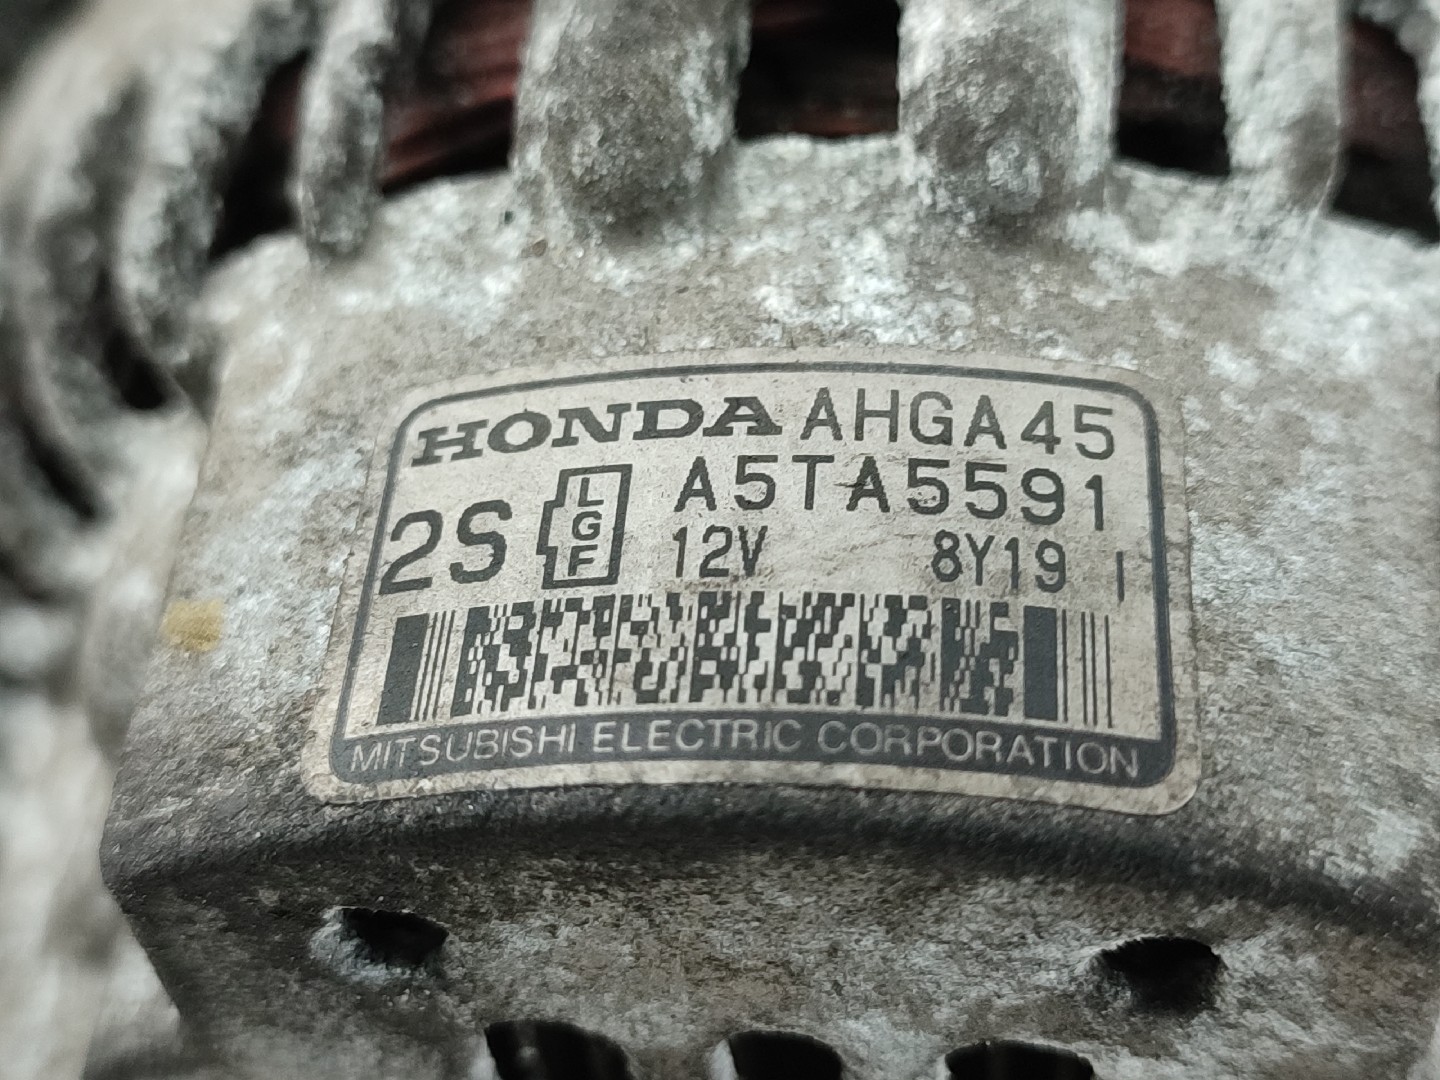 HONDA AHGA45
2S LGF A5TA5591
12V 8Y19 I
MITSUBISHI ELECTRIC CORPORATION